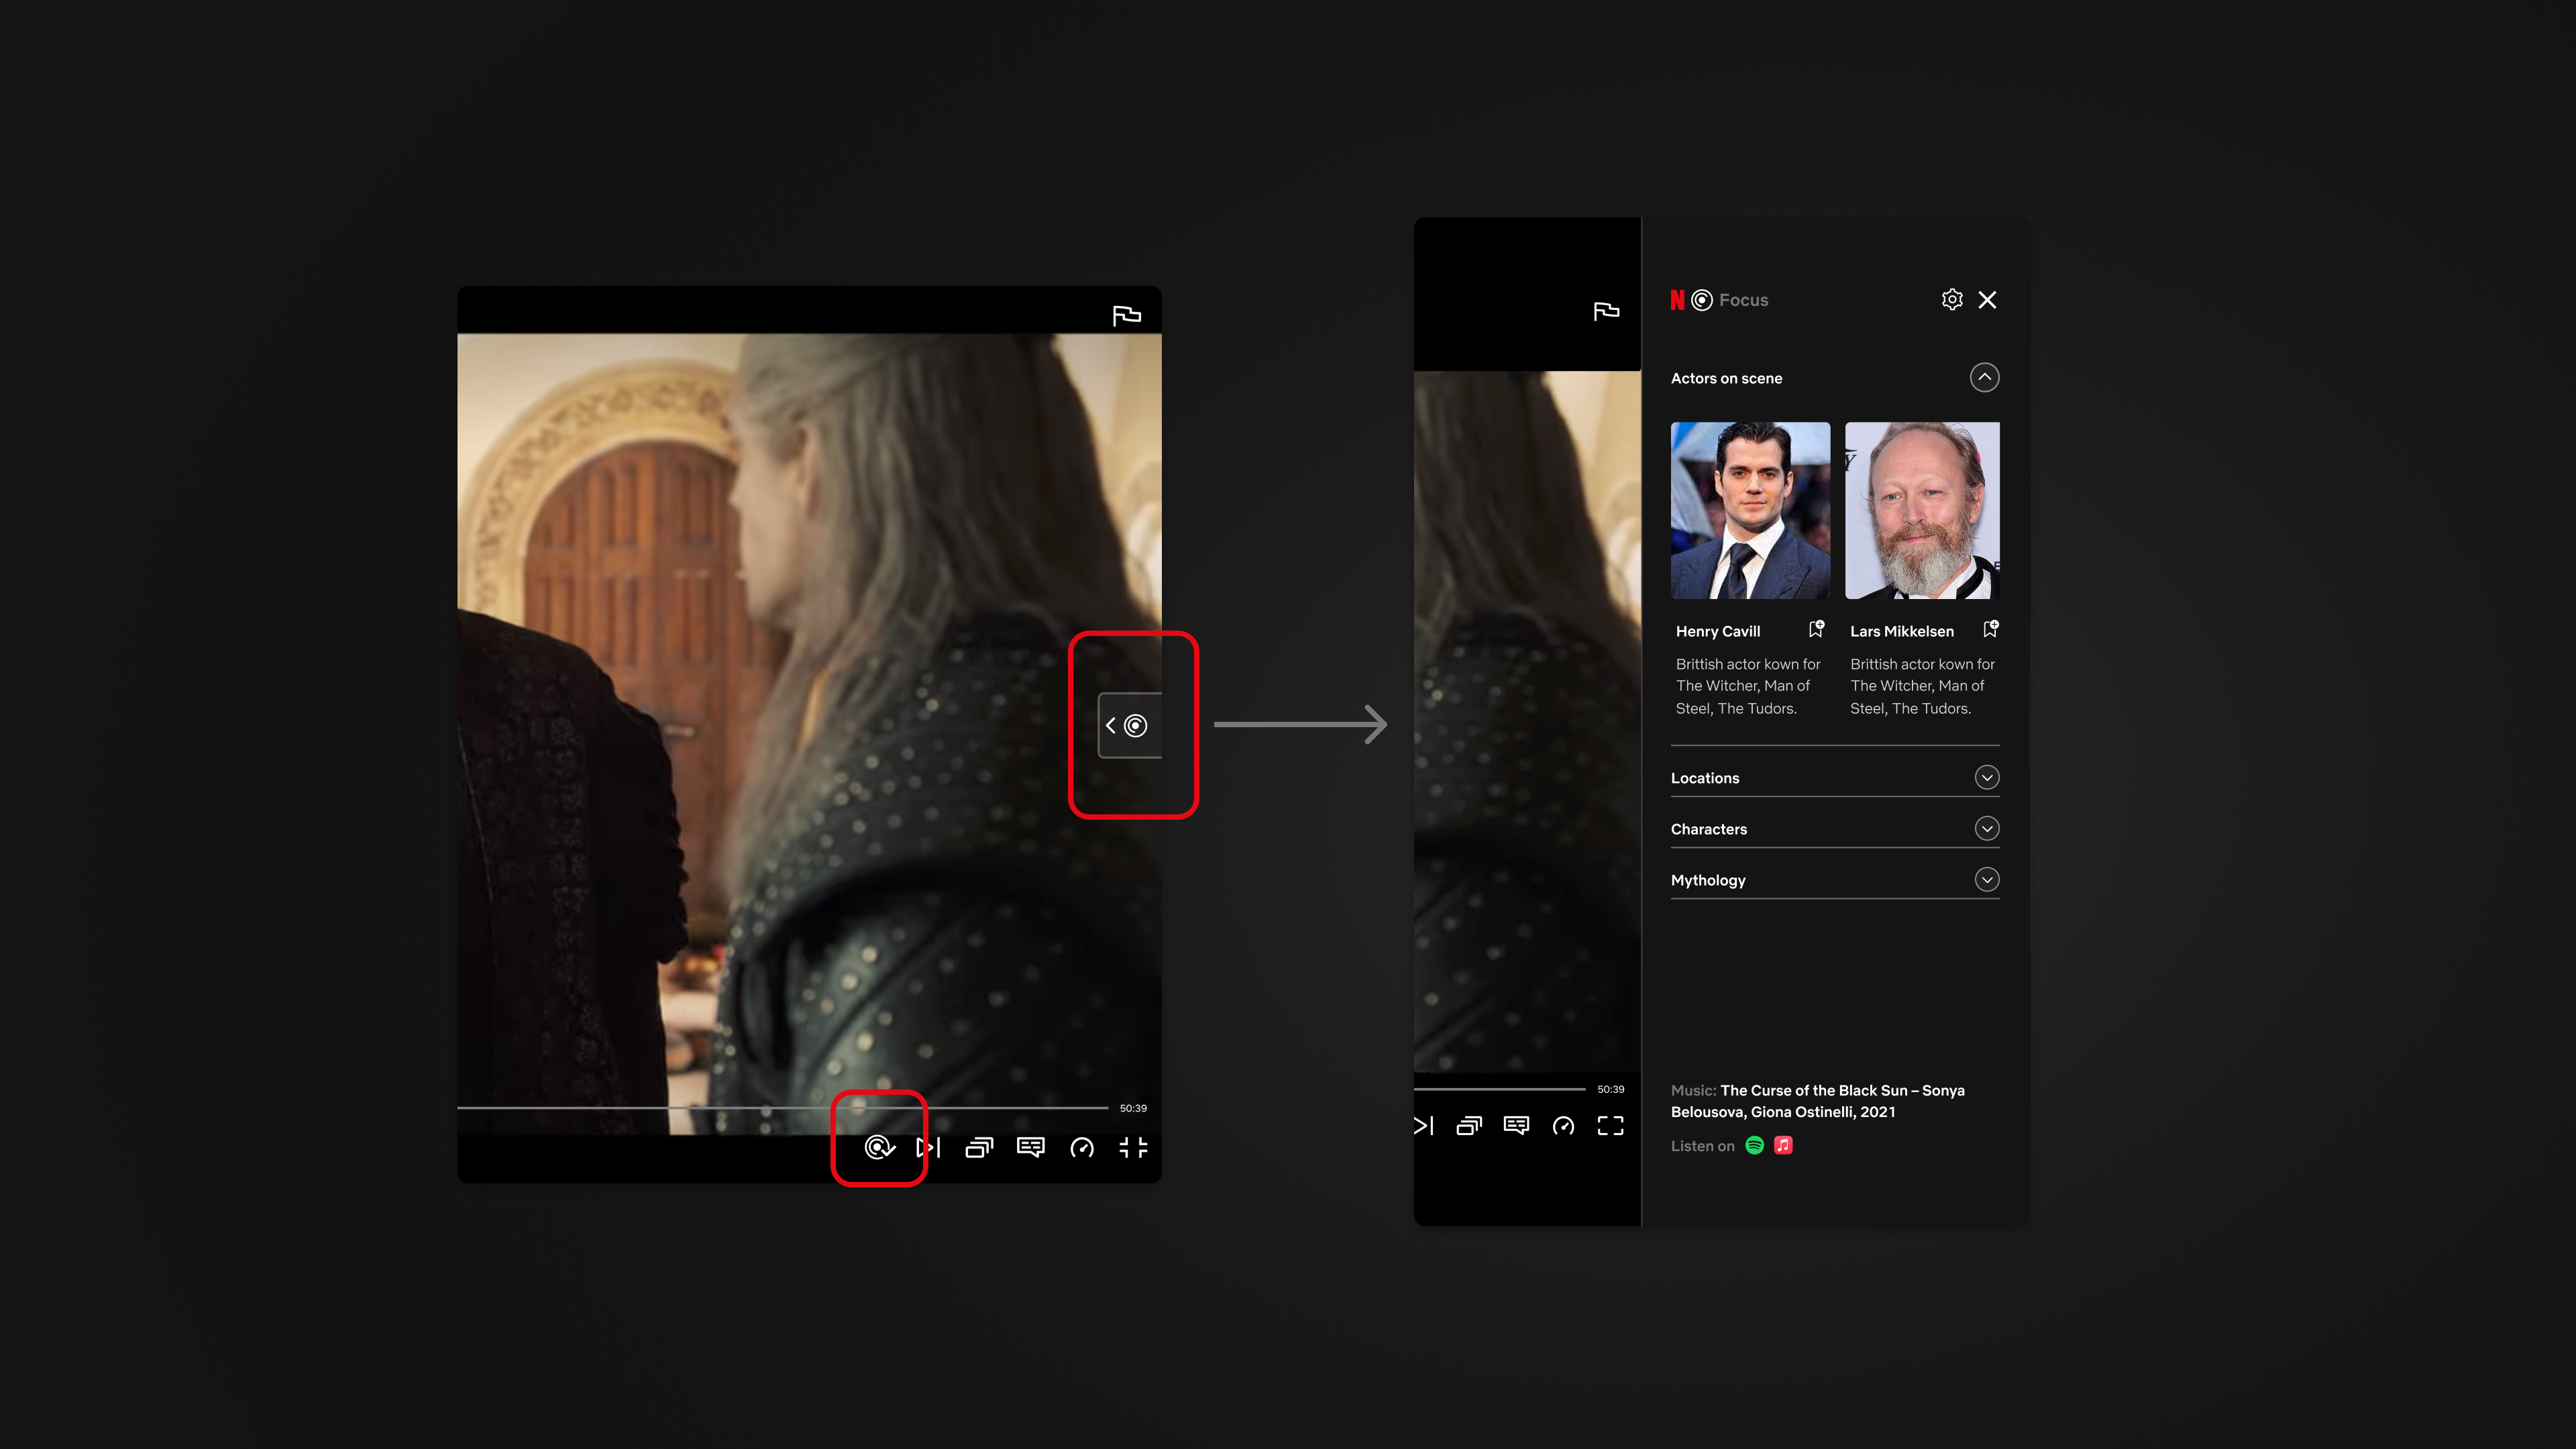 50:39
N Focus
Actors on scene
Y
Henry Cavill
Brittish actor kown for
The Witcher, Man of
Steel, The Tudors.
Lars Mikkelsen
Brittish actor kown for
The Witcher, Man of
Steel, The Tudors.
Locations
Characters
Mythology
50:39
Music: The Curse of the Black Sun – Sonya
Belousova, Giona Ostinelli, 2021
Listen on